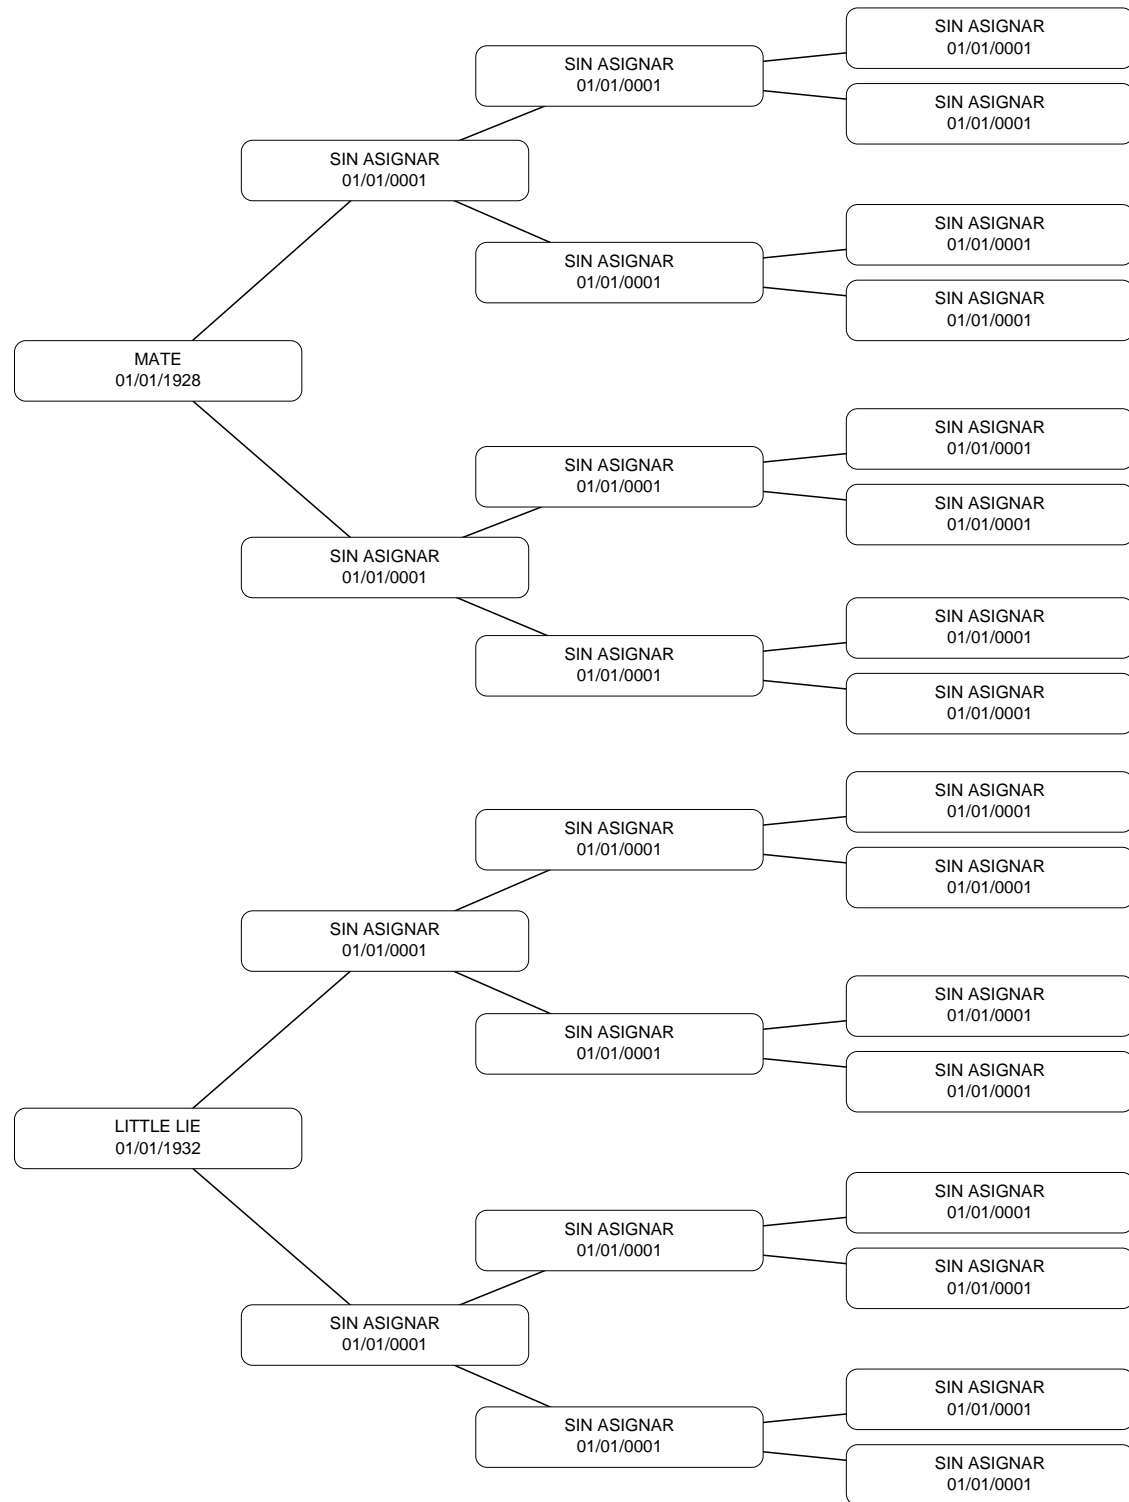 SIN ASIGNAR
01/01/0001
SIN ASIGNAR
01/01/0001
SIN ASIGNAR
01/01/0001
SIN ASIGNAR
01/01/0001
SIN ASIGNAR
01/01/0001
SIN ASIGNAR
01/01/0001
SIN ASIGNAR
01/01/0001
MATE
01/01/1928
SIN ASIGNAR
01/01/0001
SIN ASIGNAR
01/01/0001
SIN ASIGNAR
01/01/0001
SIN ASIGNAR
01/01/0001
SIN ASIGNAR
01/01/0001
SIN ASIGNAR
01/01/0001
SIN ASIGNAR
01/01/0001
SIN ASIGNAR
01/01/0001
SIN ASIGNAR
01/01/0001
SIN ASIGNAR
01/01/0001
SIN ASIGNAR
01/01/0001
SIN ASIGNAR
01/01/0001
SIN ASIGNAR
01/01/0001
SIN ASIGNAR
01/01/0001
LITTLE LIE
01/01/1932
SIN ASIGNAR
01/01/0001
SIN ASIGNAR
01/01/0001
SIN ASIGNAR
01/01/0001
SIN ASIGNAR
01/01/0001
SIN ASIGNAR
01/01/0001
SIN ASIGNAR
01/01/0001
SIN ASIGNAR
01/01/0001